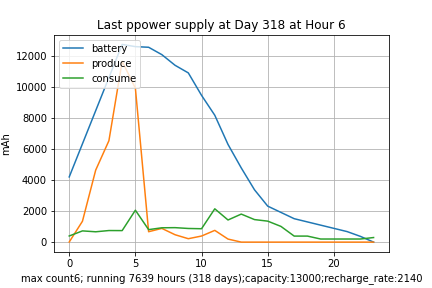 Last ppower supply at Day 318 at Hour 6
battery
produce
consume
mAh
12000
10000
8000
6000
4000
2000
0
0 5 10 15 20
max count6; running 7639 hours (318 days);capacity:13000;recharge_rate:2140